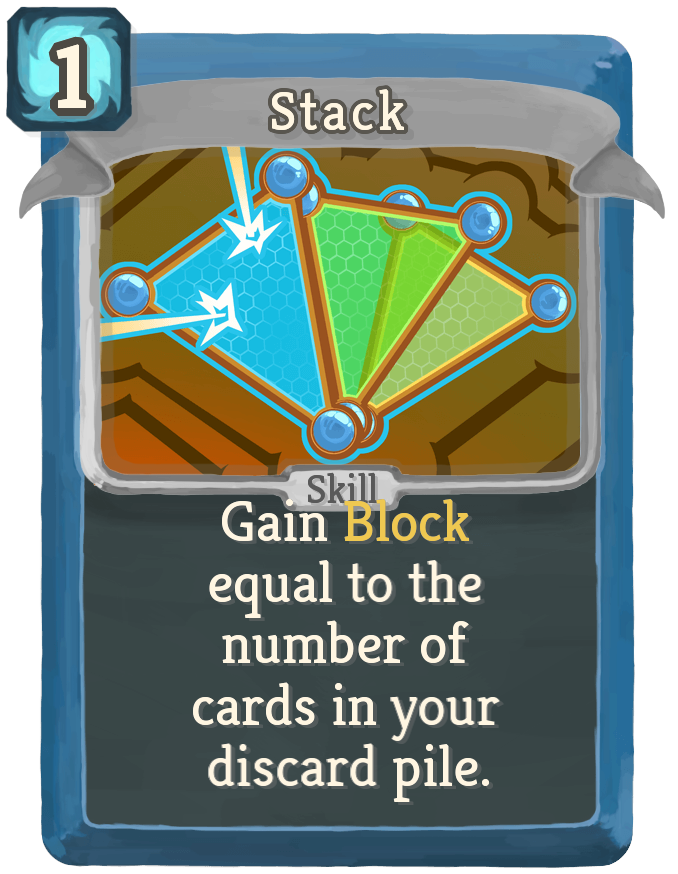 1
Stack
Skill
Gain Block
equal to the
number of
cards in your
discard pile.